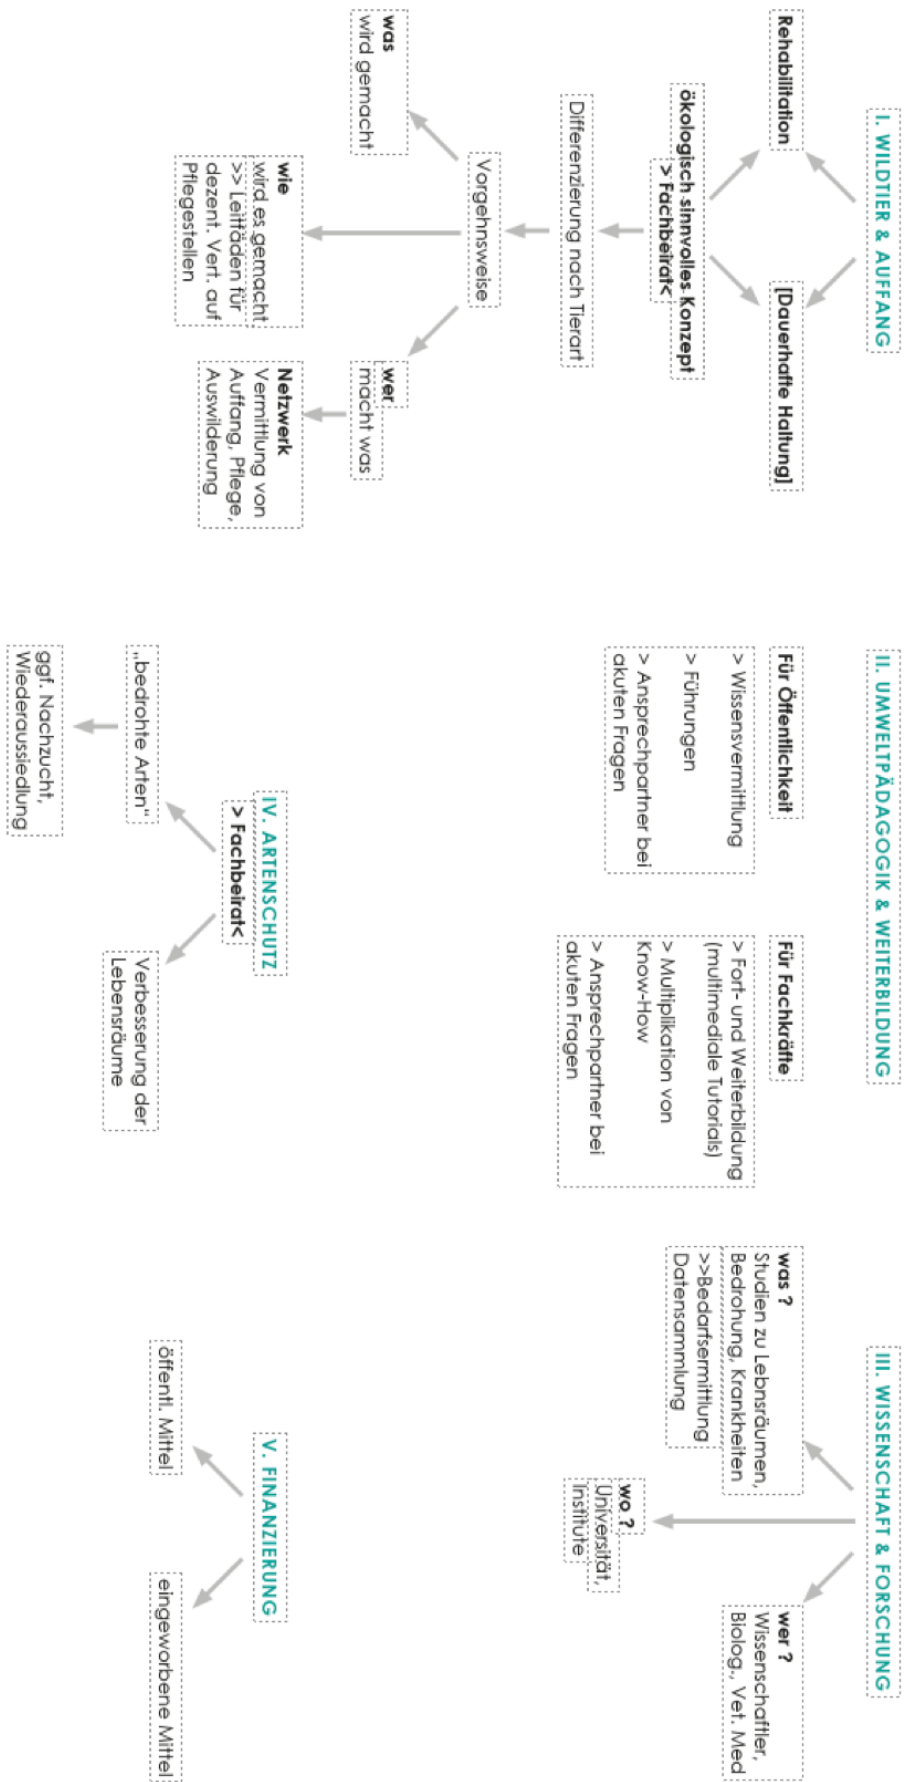 I. WILDTIER & AUFFANG
Rehabilitation
[Dauerhafte Haltung]
ökologisch sinnvolles Konzept
> Fachbeirat<
Differenzierung nach Tierart
Vorgehnsweise
was
wird gemacht
wie
wird es gemacht
>> Leitfäden für
dezent. Vert. auf
Pflegestellen
wer
macht was
Netzwerk
Vermittlung von
Auffang, Pflege,
Auswilderung
II. UMWELTPÄDAGOGIK & WEITERBILDUNG
Für Öffentlichkeit
> Wissensvermittlung
> Führungen
> Ansprechpartner bei
akuten Fragen
Für Fachkräfte
> Fort- und Weiterbildung
(multimediale Tutorials)
> Multiplikation von
Know-How
> Ansprechpartner bei
akuten Fragen
III. WISSENSCHAFT & FORSCHUNG
was ?
Studien zu Lebnsräumen,
Bedrohung, Krankheiten
>>Bedarfsermittlung
Datensammlung
wo ?
Universität,
Institute
wer ?
Wissenschaftler,
Biolog., Vet. Med
IV. ARTENSCHUTZ
> Fachbeirat<
„bedrohte Arten“
ggf. Nachzucht,
Wiederaussiedlung
Verbesserung der
Lebensräume
V. FINANZIERUNG
öffentl. Mittel
eingeworbene Mittel